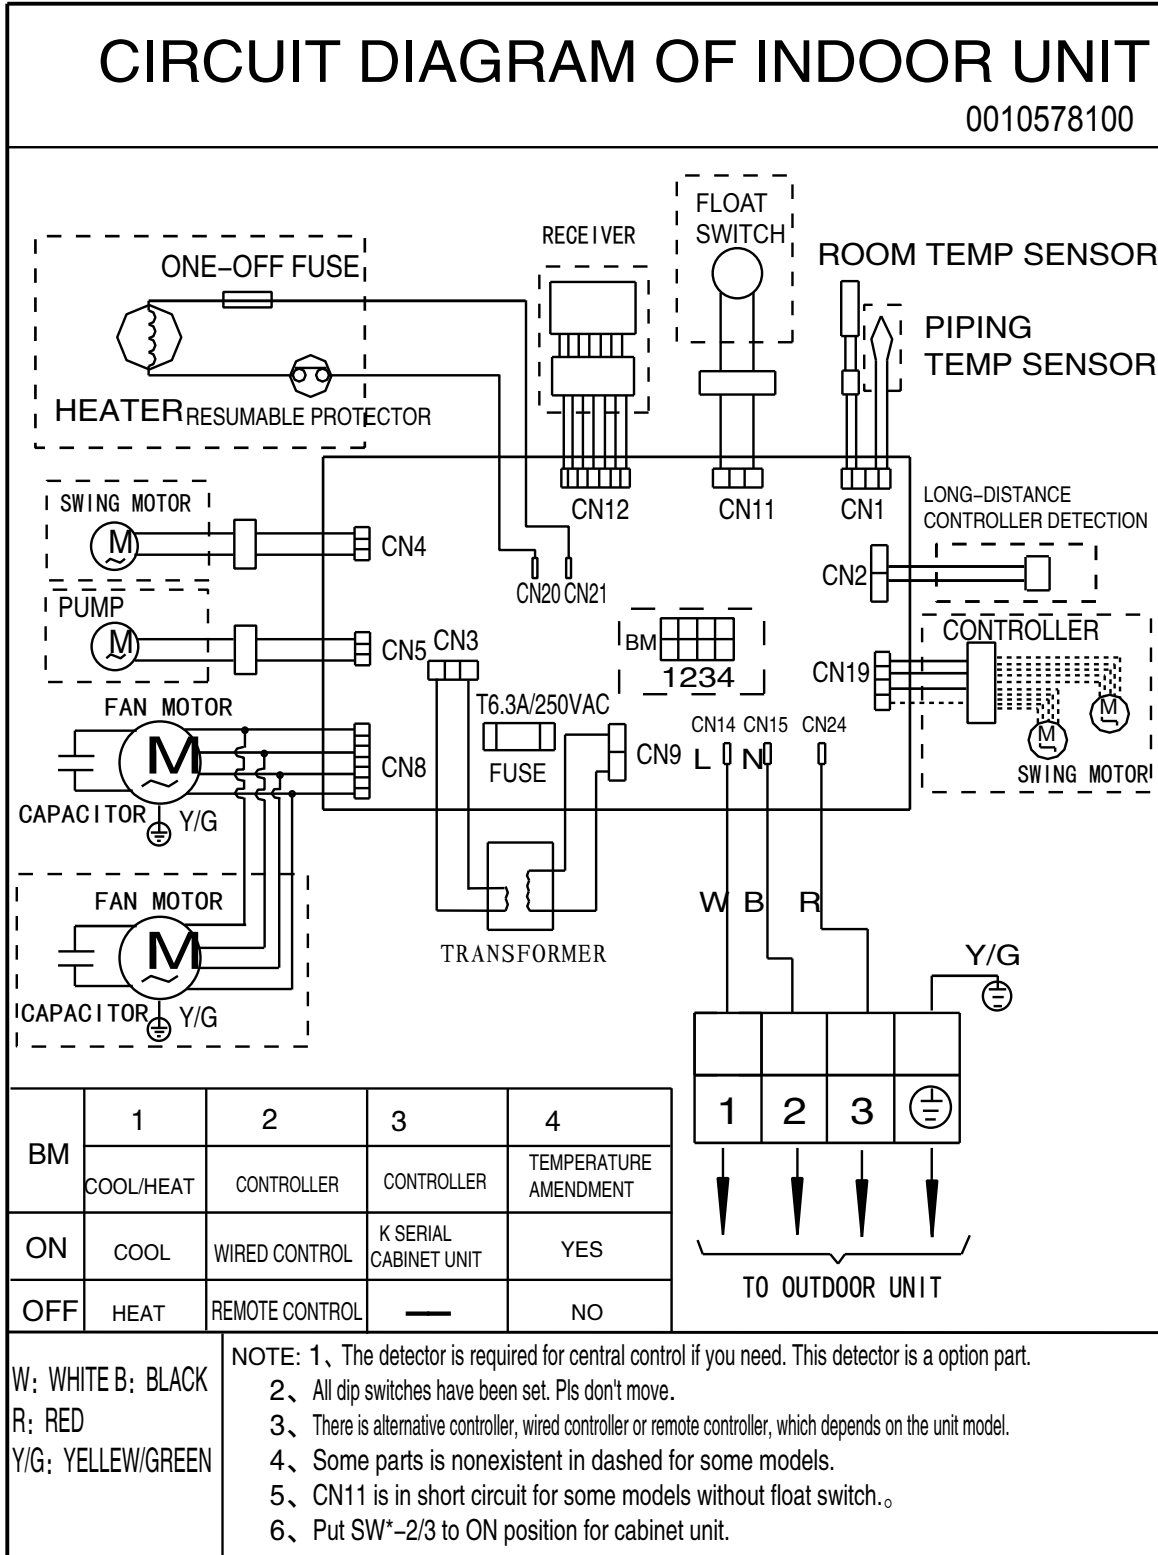 CIRCUIT DIAGRAM OF INDOOR UNIT
0010578100
FLOAT
SWITCH
RECEIVER
ROOM TEMP SENSOR
ONE-OFF FUSE
PIPING
TEMP SENSOR
HEATER
RESUMABLE PROTECTOR
SWING MOTOR
M
CN12
CN11
CN1
LONG-DISTANCE
CONTROLLER DETECTION
CN4
CN2
CN20 CN21
PUMP
M
CN5
CN3
BM
1234
CONTROLLER
CN19
M
M
SWING MOTOR
FAN MOTOR
M
CAPACITOR
Y/G
CN8
T6.3A/250VAC
FUSE
CN9
CN14 CN15 CN24
L N
FAN MOTOR
M
CAPACITOR
Y/G
TRANSFORMER
W B R
Y/G
1 2 3
TO OUTDOOR UNIT
BM 1 2 3 4
COOL/HEAT CONTROLLER CONTROLLER TEMPERATURE
AMENDMENT
ON COOL WIRED CONTROL K SERIAL
CABINET UNIT YES
OFF HEAT REMOTE CONTROL — NO
W: WHITE B: BLACK
R: RED
Y/G: YELLEW/GREEN
NOTE: 1、The detector is required for central control if you need. This detector is a option part.
2、All dip switches have been set. Pls don't move.
3、There is alternative controller, wired controller or remote controller, which depends on the unit model.
4、Some parts is nonexistent in dashed for some models.
5、CN11 is in short circuit for some models without float switch.。
6、Put SW*-2/3 to ON position for cabinet unit.